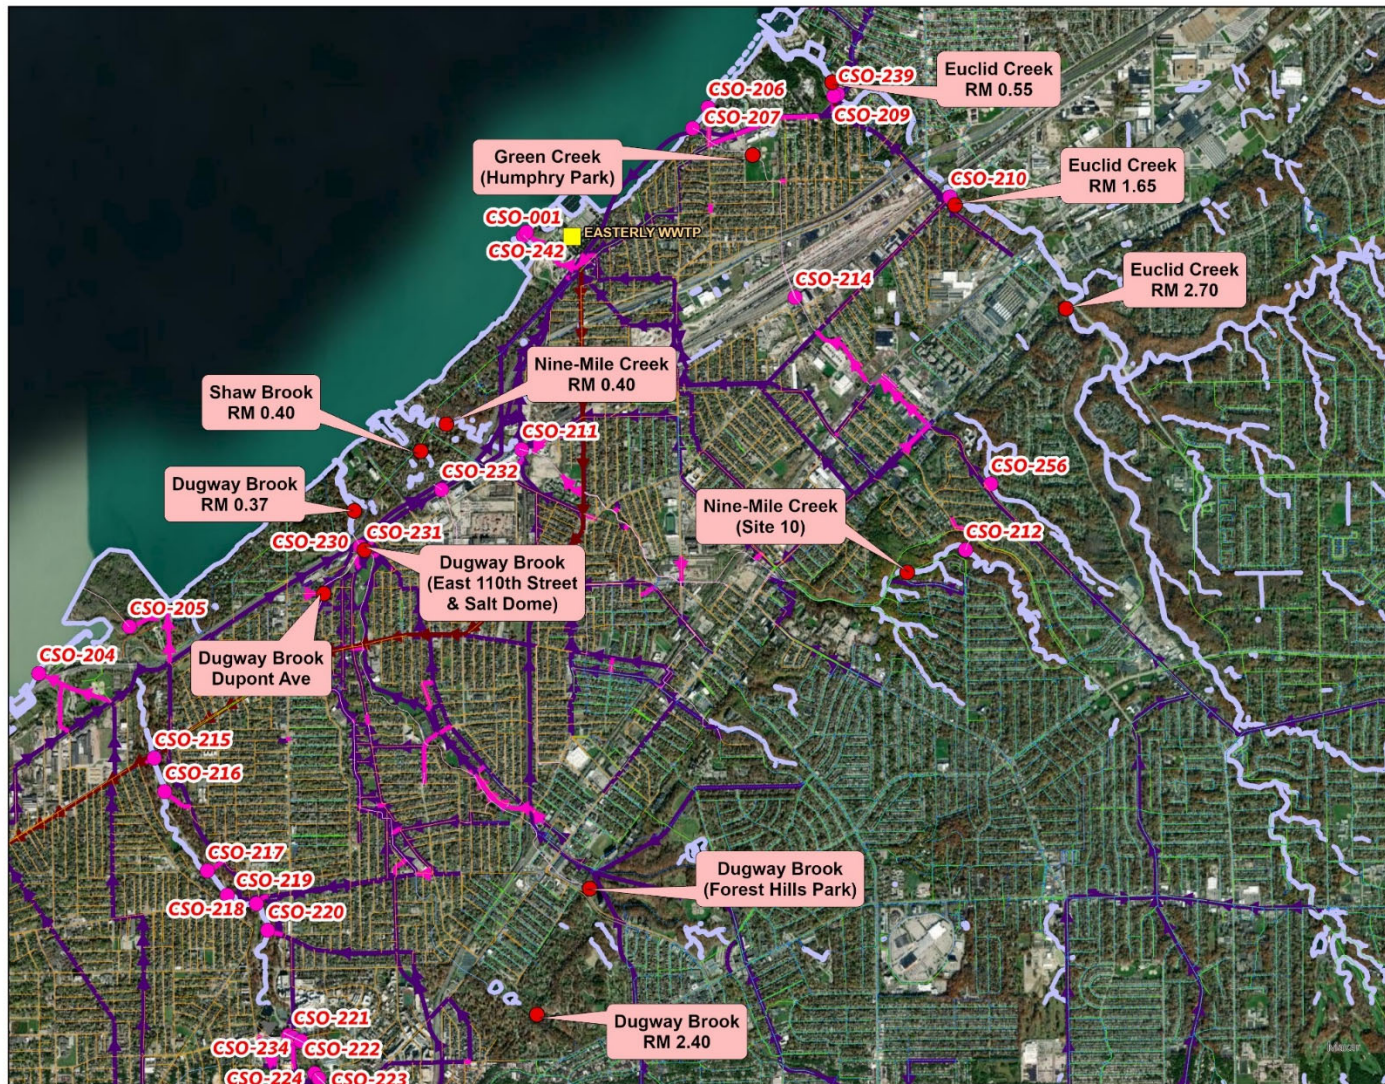 CSO-239
Euclid Creek
RM 0.55
CSO-206
CSO-207
CSO-209
Green Creek
(Humphry Park)
Euclid Creek
RM 1.65
CSO-210
CSO-001
EASTERLY WWTP
CSO-242
Euclid Creek
RM 2.70
CSO-214
Nine-Mile Creek
RM 0.40
Shaw Brook
RM 0.40
CSO-211
CSO-232
CSO-256
Dugway Brook
RM 0.37
Nine-Mile Creek
(Site 10)
CSO-212
CSO-230
CSO-231
Dugway Brook
(East 110th Street
& Salt Dome)
CSO-205
CSO-204
Dugway Brook
Dupont Ave
CSO-215
CSO-216
CSO-217
CSO-219
CSO-218
CSO-220
Dugway Brook
(Forest Hills Park)
CSO-221
CSO-234
CSO-222
Dugway Brook
RM 2.40
CSO-224
CSO-223
Maxar